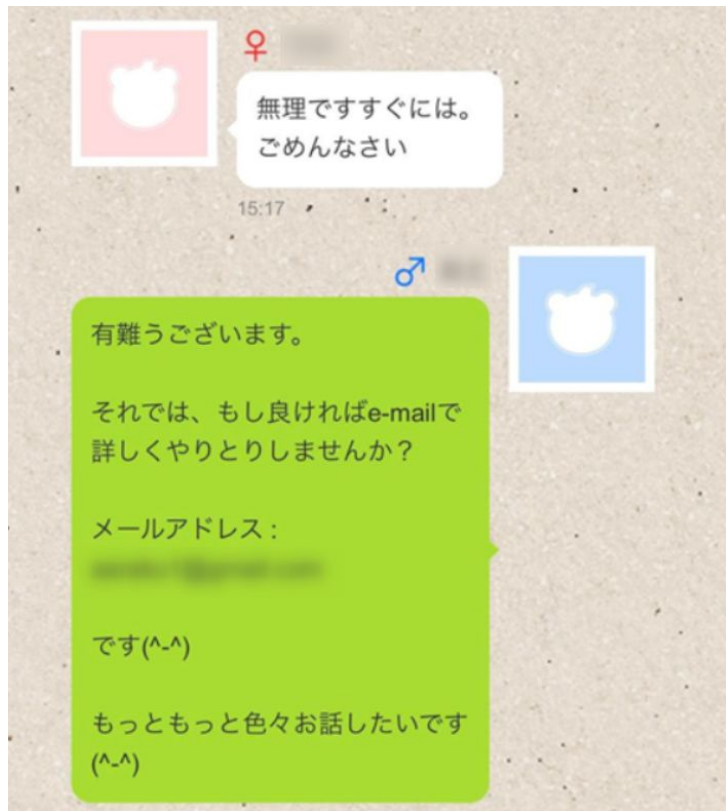 無理ですすぐには。
ごめんなさい
15:17
有難うございます。
それでは、もし良ければe-mailで
詳しくやりとりしませんか？
メールアドレス：
です(^-^)
もっともっと色々お話したいです
(^-^)